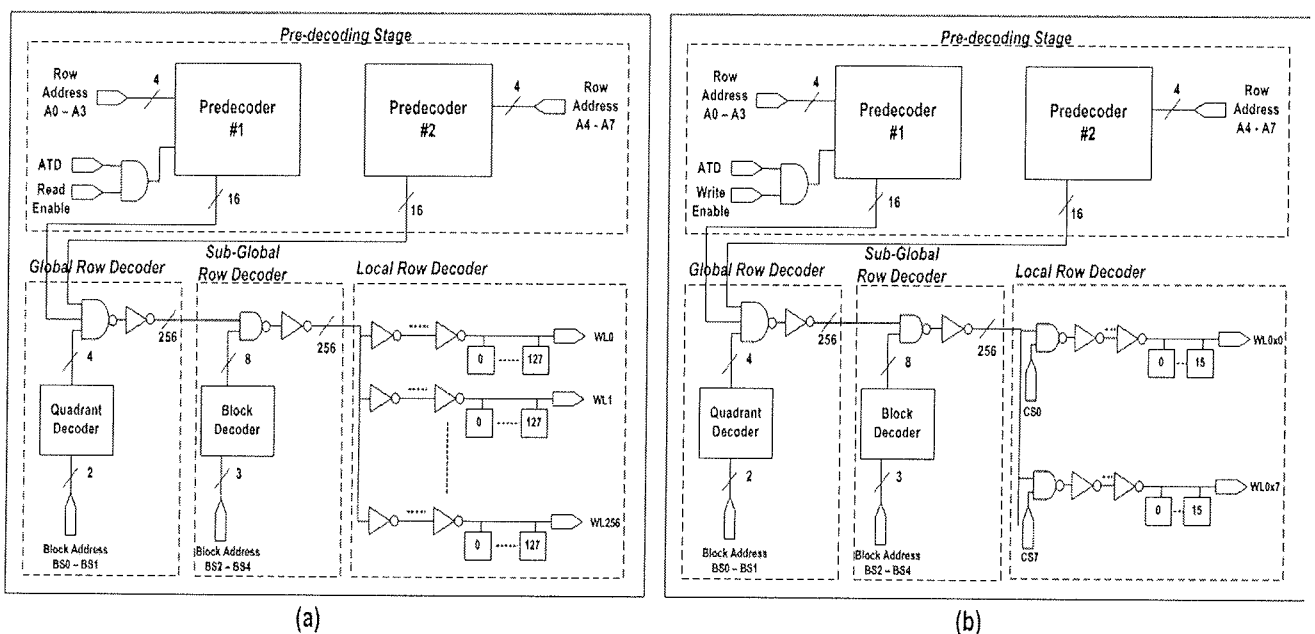 Pre-decoding Stage
Row
Address
A0 – A3
4
Predecoder
#1
Predecoder
#2
4
Row
Address
A4 - A7
ATD
Read
Enable
16
16
Global Row Decoder
Sub-Global
Row Decoder
Local Row Decoder
256
256
4
8
Quadrant
Decoder
Block
Decoder
2
3
Block Address
BS0 – BS1
Block Address
BS2 – BS4
0
127
WL0
0
127
WL1
0
127
WL256
(a)
Pre-decoding Stage
Row
Address
A0 – A3
4
Predecoder
#1
Predecoder
#2
4
Row
Address
A4 - A7
ATD
Write
Enable
16
16
Global Row Decoder
Sub-Global
Row Decoder
Local Row Decoder
256
256
4
8
Quadrant
Decoder
Block
Decoder
2
3
Block Address
BS0 – BS1
Block Address
BS2 – BS4
CS0
0
15
WL0x0
CS7
0
15
WL0x7
(b)